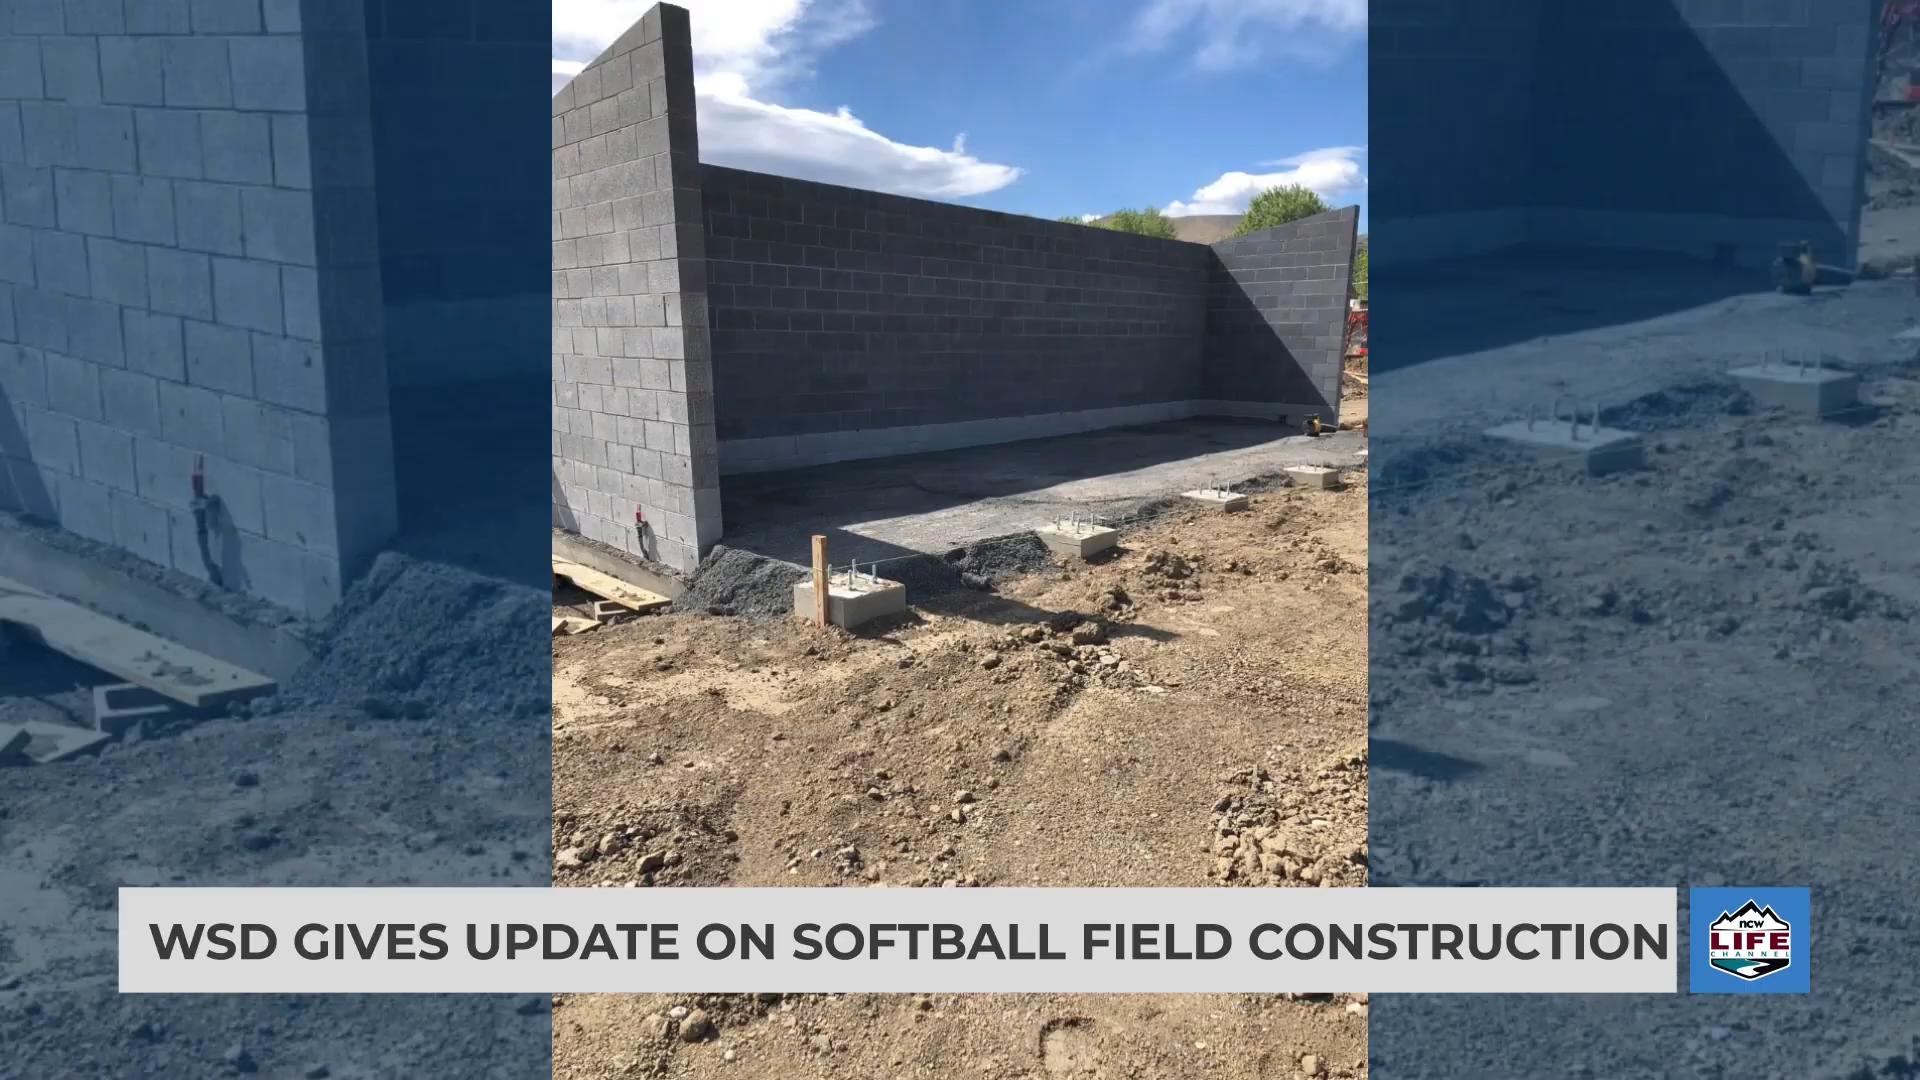 WSD GIVES UPDATE ON SOFTBALL FIELD CONSTRUCTION
ncw
LIFE
CHANNEL